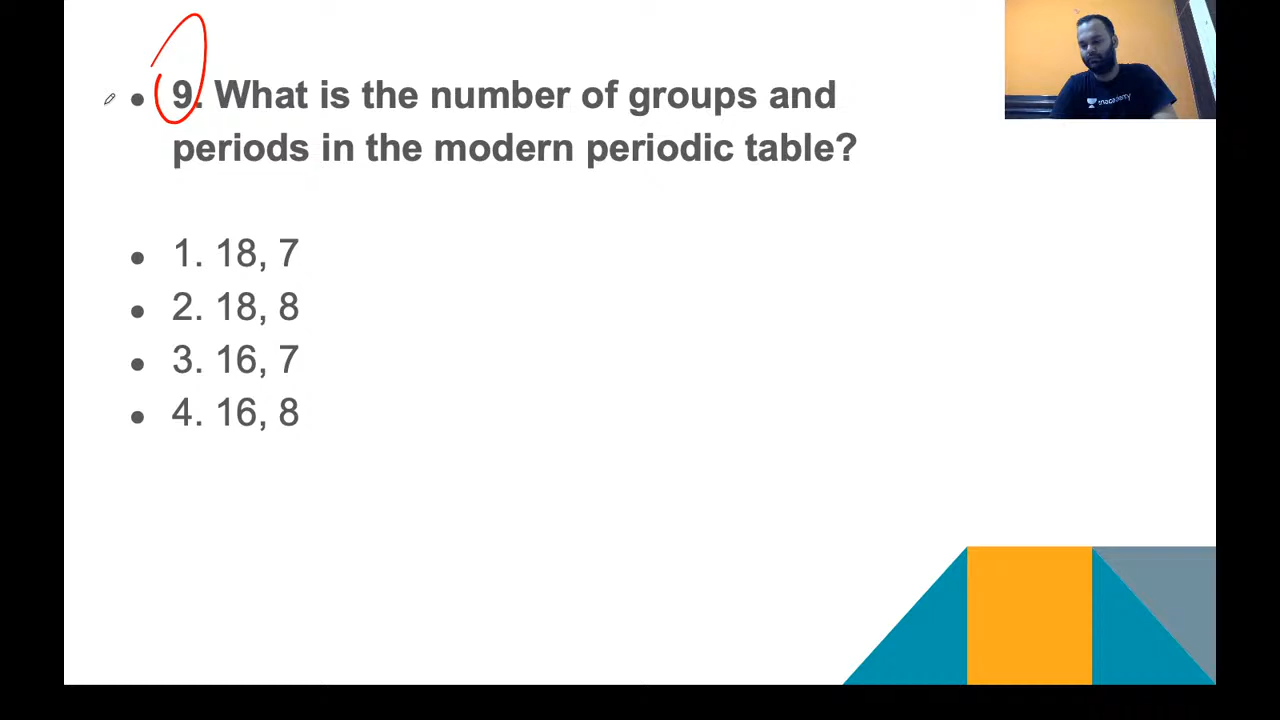 9. What is the number of groups and
periods in the modern periodic table?
1. 18, 7
2. 18, 8
3. 16, 7
4. 16, 8